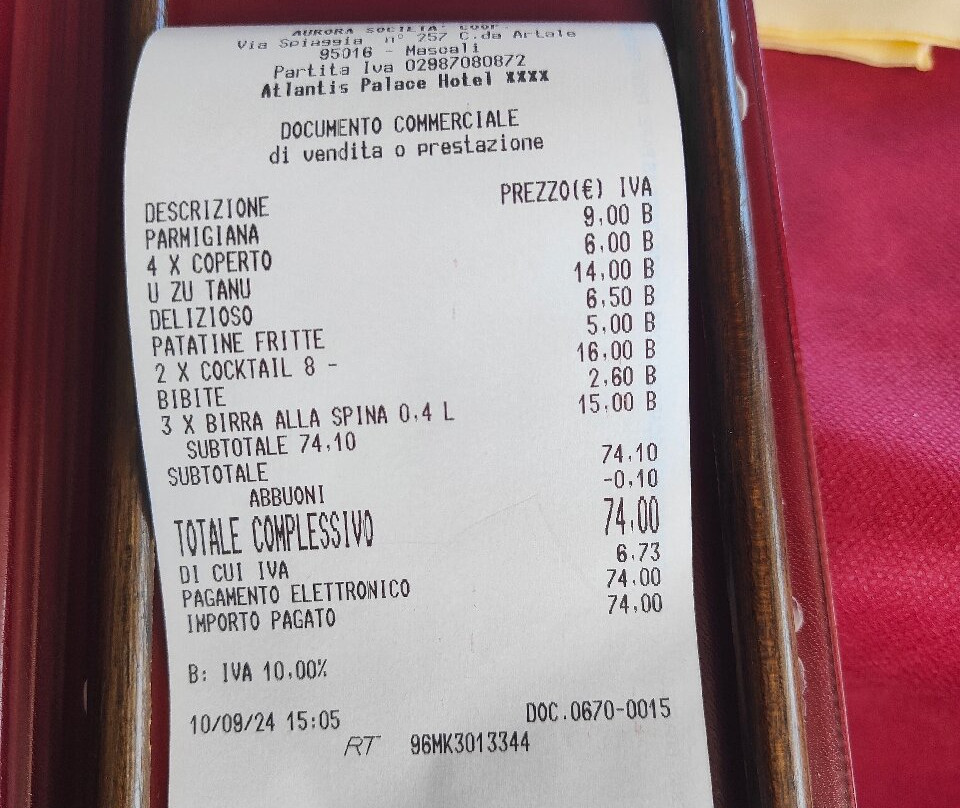 AURORA SOCIETA' COOP.
Via Spiaggia n° 257 C.da Artale
95016 - Mascali
Partita Iva 02987080872
Atlantis Palace Hotel ××××
DOCUMENTO COMMERCIALE
di vendita o prestazione
DESCRIZIONE PREZZO(€) IVA
PARMIGIANA 9,00 B
4 X COPERTO 6,00 B
U ZU TANU 14,00 B
DELIZIOSO 6,50 B
PATATINE FRITTE 5,00 B
2 X COCKTAIL 8 - 16,00 B
BIBITE 2,60 B
3 X BIRRA ALLA SPINA 0,4 L 15,00 B
SUBTOTALE 74,10
SUBTOTALE 74,10
ABBUONI -0,10
TOTALE COMPLESSIVO 74,00
DI CUI IVA 6,73
PAGAMENTO ELETTRONICO 74,00
IMPORTO PAGATO 74,00
B: IVA 10,00%
10/09/24 15:05 DOC.0670-0015
RT 96MK3013344